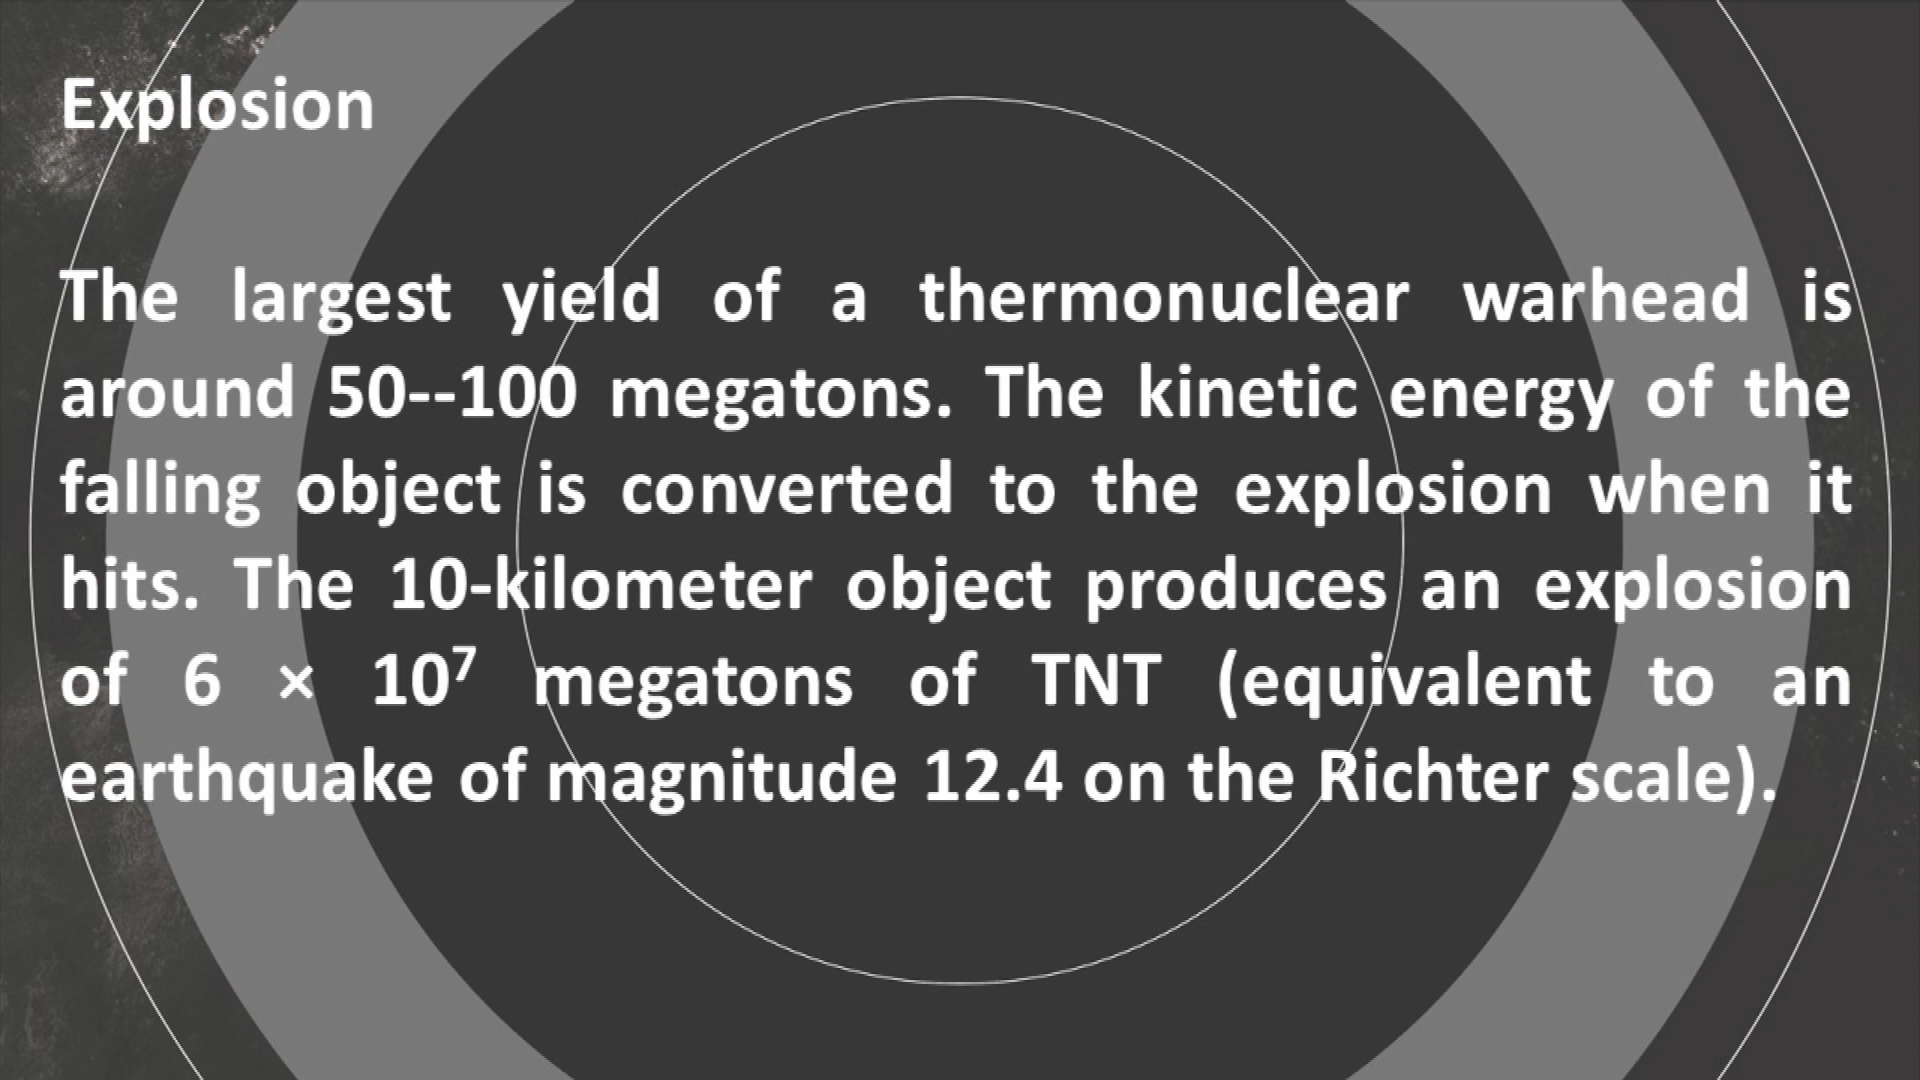 Explosion
The largest yield of a thermonuclear warhead is
around 50--100 megatons. The kinetic energy of the
falling object is converted to the explosion when it
hits. The 10-kilometer object produces an explosion
of 6 × 10⁷ megatons of TNT (equivalent to an
earthquake of magnitude 12.4 on the Richter scale).